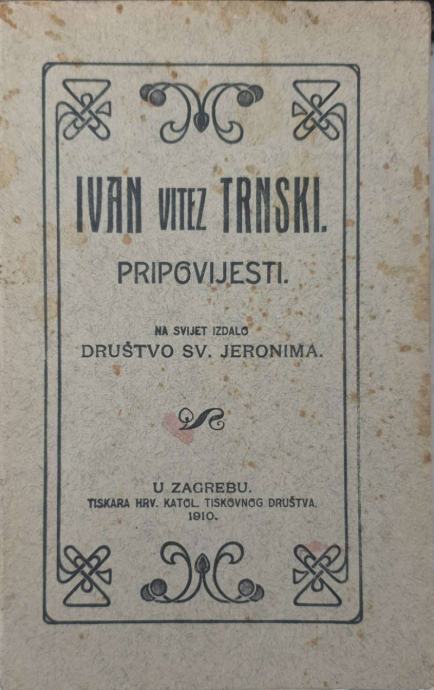 IVAN VITEZ TRNSKI.
PRIPOVIJESTI.
NA SVIJET IZDALO
DRUŠTVO SV. JERONIMA.
U ZAGREBU.
TISKARA HRV. KATOL. TISKOVNOG DRUŠTVA.
1910.